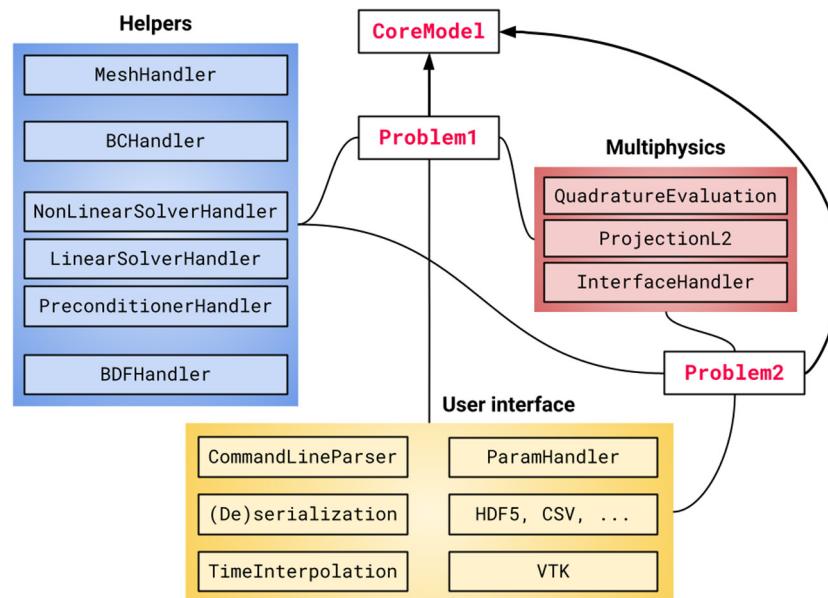 Helpers
MeshHandler
BCHandler
NonLinearSolverHandler
LinearSolverHandler
PreconditionerHandler
BDFHandler
CoreModel
Problem1
Multiphysics
QuadratureEvaluation
ProjectionL2
InterfaceHandler
Problem2
User interface
CommandLineParser
ParamHandler
(De)serialization
HDF5, CSV, ...
TimeInterpolation
VTK